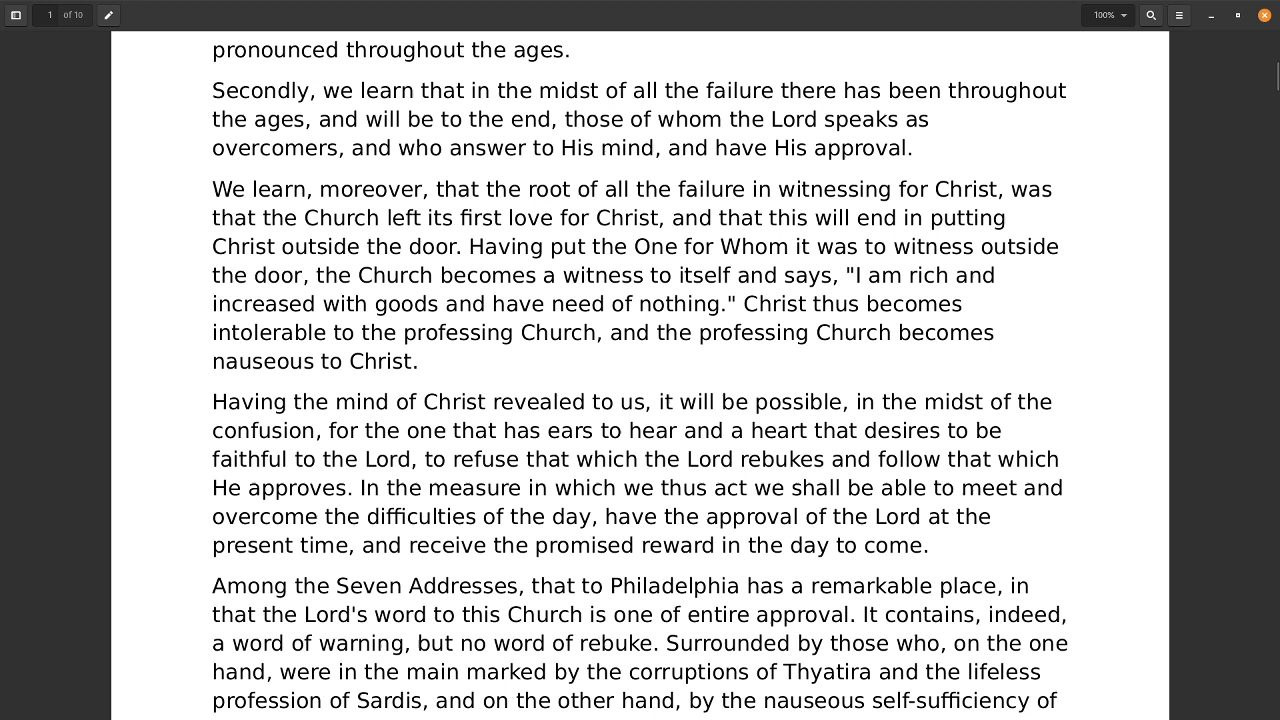 1 of 10
100%
pronounced throughout the ages.
Secondly, we learn that in the midst of all the failure there has been throughout
the ages, and will be to the end, those of whom the Lord speaks as
overcomers, and who answer to His mind, and have His approval.
We learn, moreover, that the root of all the failure in witnessing for Christ, was
that the Church left its first love for Christ, and that this will end in putting
Christ outside the door. Having put the One for Whom it was to witness outside
the door, the Church becomes a witness to itself and says, "I am rich and
increased with goods and have need of nothing." Christ thus becomes
intolerable to the professing Church, and the professing Church becomes
nauseous to Christ.
Having the mind of Christ revealed to us, it will be possible, in the midst of the
confusion, for the one that has ears to hear and a heart that desires to be
faithful to the Lord, to refuse that which the Lord rebukes and follow that which
He approves. In the measure in which we thus act we shall be able to meet and
overcome the difficulties of the day, have the approval of the Lord at the
present time, and receive the promised reward in the day to come.
Among the Seven Addresses, that to Philadelphia has a remarkable place, in
that the Lord's word to this Church is one of entire approval. It contains, indeed,
a word of warning, but no word of rebuke. Surrounded by those who, on the one
hand, were in the main marked by the corruptions of Thyatira and the lifeless
profession of Sardis, and on the other hand, by the nauseous self-sufficiency of